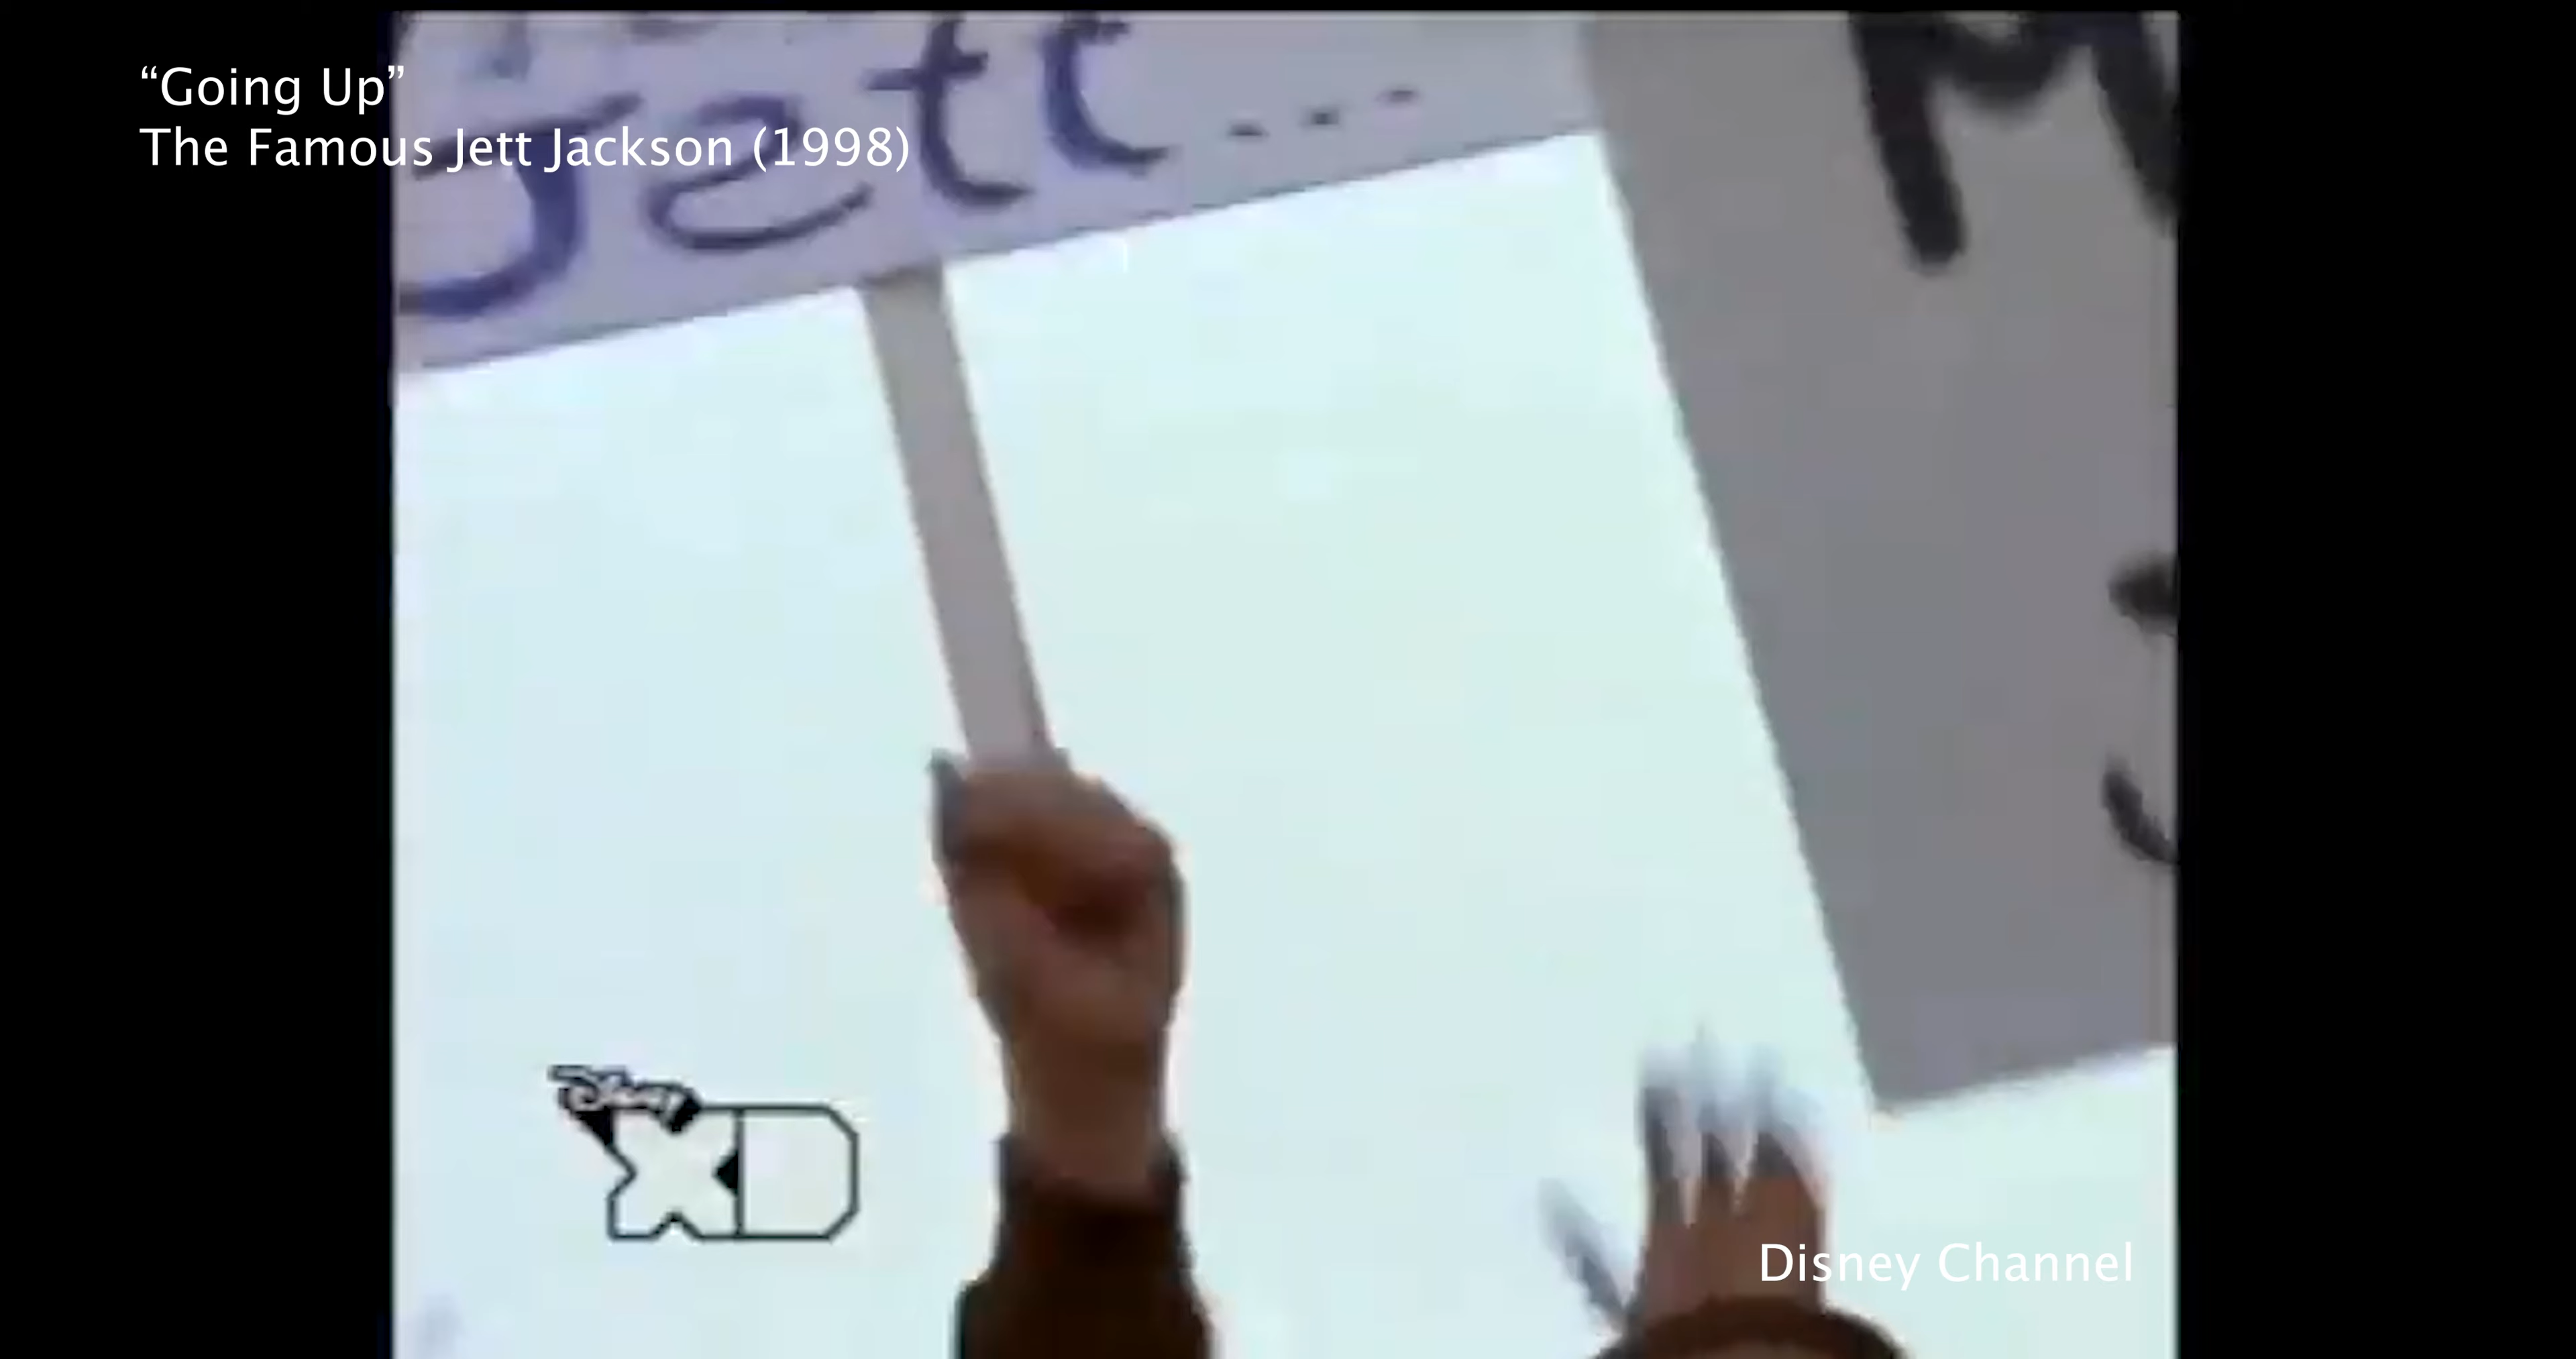 “Going Up”
The Famous Jett Jackson (1998)
Jett...
M
Disney XD
Disney Channel